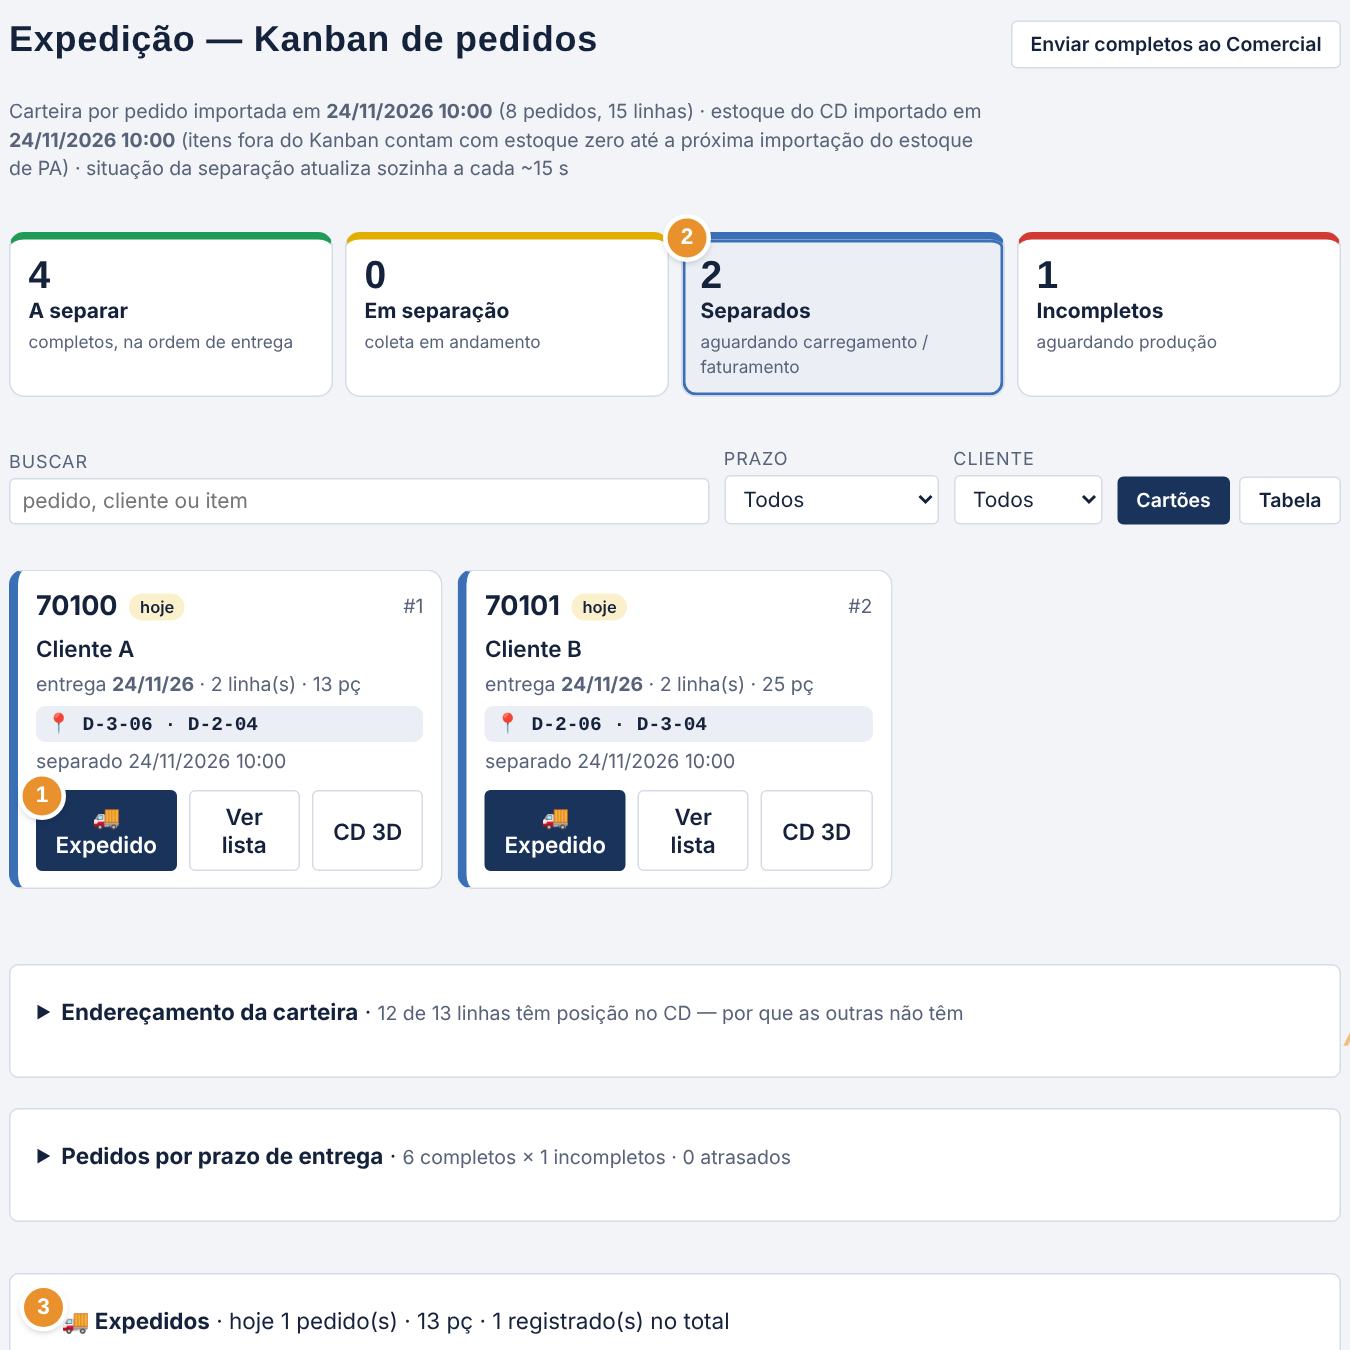 Expedição — Kanban de pedidos
Enviar completos ao Comercial
Carteira por pedido importada em 24/11/2026 10:00 (8 pedidos, 15 linhas) · estoque do CD importado em
24/11/2026 10:00 (itens fora do Kanban contam com estoque zero até a próxima importação do estoque
de PA) · situação da separação atualiza sozinha a cada ~15 s
4
A separar
completos, na ordem de entrega
0
Em separação
coleta em andamento
2
2
Separados
aguardando carregamento /
faturamento
1
Incompletos
aguardando produção
BUSCAR
pedido, cliente ou item
PRAZO
Todos
CLIENTE
Todos
Cartões
Tabela
70100 hoje #1
Cliente A
entrega 24/11/26 · 2 linha(s) · 13 pç
D-3-06 · D-2-04
separado 24/11/2026 10:00
1
Expedido
Ver
lista
CD 3D
70101 hoje #2
Cliente B
entrega 24/11/26 · 2 linha(s) · 25 pç
D-2-06 · D-3-04
separado 24/11/2026 10:00
Expedido
Ver
lista
CD 3D
Endereçamento da carteira · 12 de 13 linhas têm posição no CD — por que as outras não têm
Pedidos por prazo de entrega · 6 completos × 1 incompletos · 0 atrasados
3
Expedidos · hoje 1 pedido(s) · 13 pç · 1 registrado(s) no total